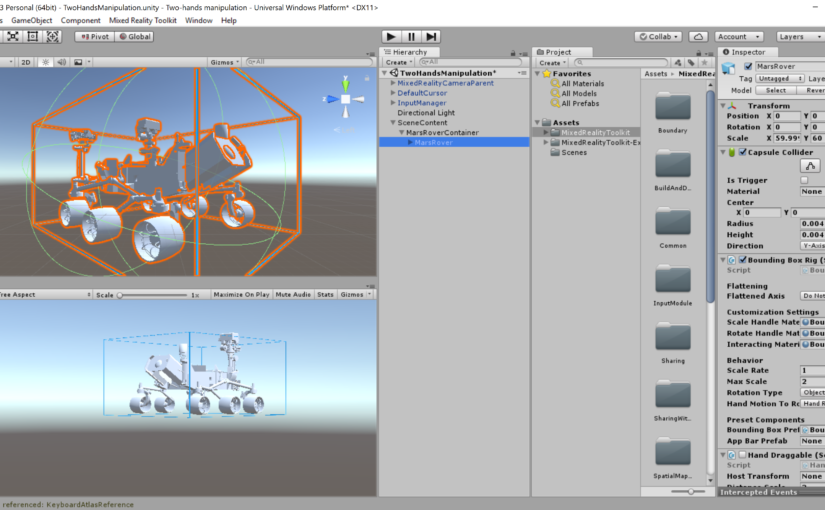 3 Personal (64bit) - TwoHandsManipulation.unity - Two-hands manipulation - Universal Windows Platform* <DX11>
GameObject Component Mixed Reality Toolkit Window Help
Pivot Global
Collab Account Layers
2D Gizmos All
Hierarchy
Create All
TwoHandsManipulation*
MixedRealityCameraParent
DefaultCursor
InputManager
Directional Light
SceneContent
MarsRoverContainer
MarsRover
Project
Create
Favorites
All Materials
All Models
All Prefabs
Assets
MixedRealityToolkit
MixedRealityToolkit-Ex
Scenes
Assets MixedRea
Boundary
BuildAndD...
Common
InputModule
Sharing
SharingWit...
SpatialMap...
Inspector
MarsRover
Tag Untagged Laye
Model Select Rever
Transform
Position X 0 Y 0
Rotation X 0 Y 0
Scale X 59.99 Y 60
Capsule Collider
Is Trigger
Material None
Center
X 0 Y 0
Radius 0.004
Height 0.004
Direction Y-Axis
Bounding Box Rig (S
Script Bou
Flattening
Flattened Axis Do Not
Customization Settings
Scale Handle Mate Bou
Rotate Handle Mat Bou
Interacting Materi Bou
Behavior
Scale Rate 1
Max Scale 2
Rotation Type Object
Hand Motion To Ro Hand R
Preset Components
Bounding Box Pref Bou
App Bar Prefab None
Hand Draggable (Sc
Script Han
Host Transform None
Intercepted Events
Free Aspect Scale 1x Maximize On Play Mute Audio Stats Gizmos
referenced: KeyboardAtlasReference